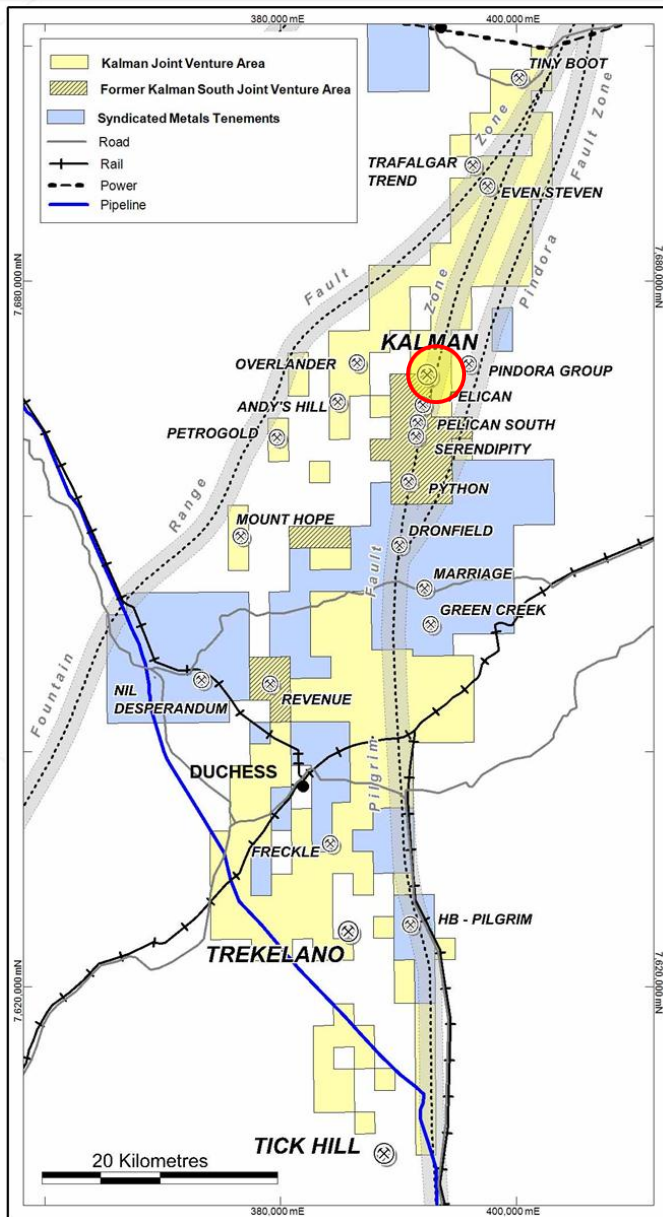 380,000 mE
400,000 mE
Kalman Joint Venture Area
Former Kalman South Joint Venture Area
Syndicated Metals Tenements
Road
Rail
Power
Pipeline
TINY BOOT
Zone
Fault Zone
TRAFALGAR
TREND
EVEN STEVEN
Pindora
7,680,000 mN
7,680,000 mN
Fault
Zone
KALMAN
OVERLANDER
PINDORA GROUP
ANDY'S HILL
PELICAN
PELICAN SOUTH
PETROGOLD
SERENDIPITY
Range
PYTHON
MOUNT HOPE
DRONFIELD
Fault
MARRIAGE
GREEN CREEK
Fountain
NIL
DESPERANDUM
REVENUE
Pilgrim
DUCHESS
FRECKLE
HB - PILGRIM
TREKELANO
7,620,000 mN
7,620,000 mN
TICK HILL
20 Kilometres
380,000 mE
400,000 mE